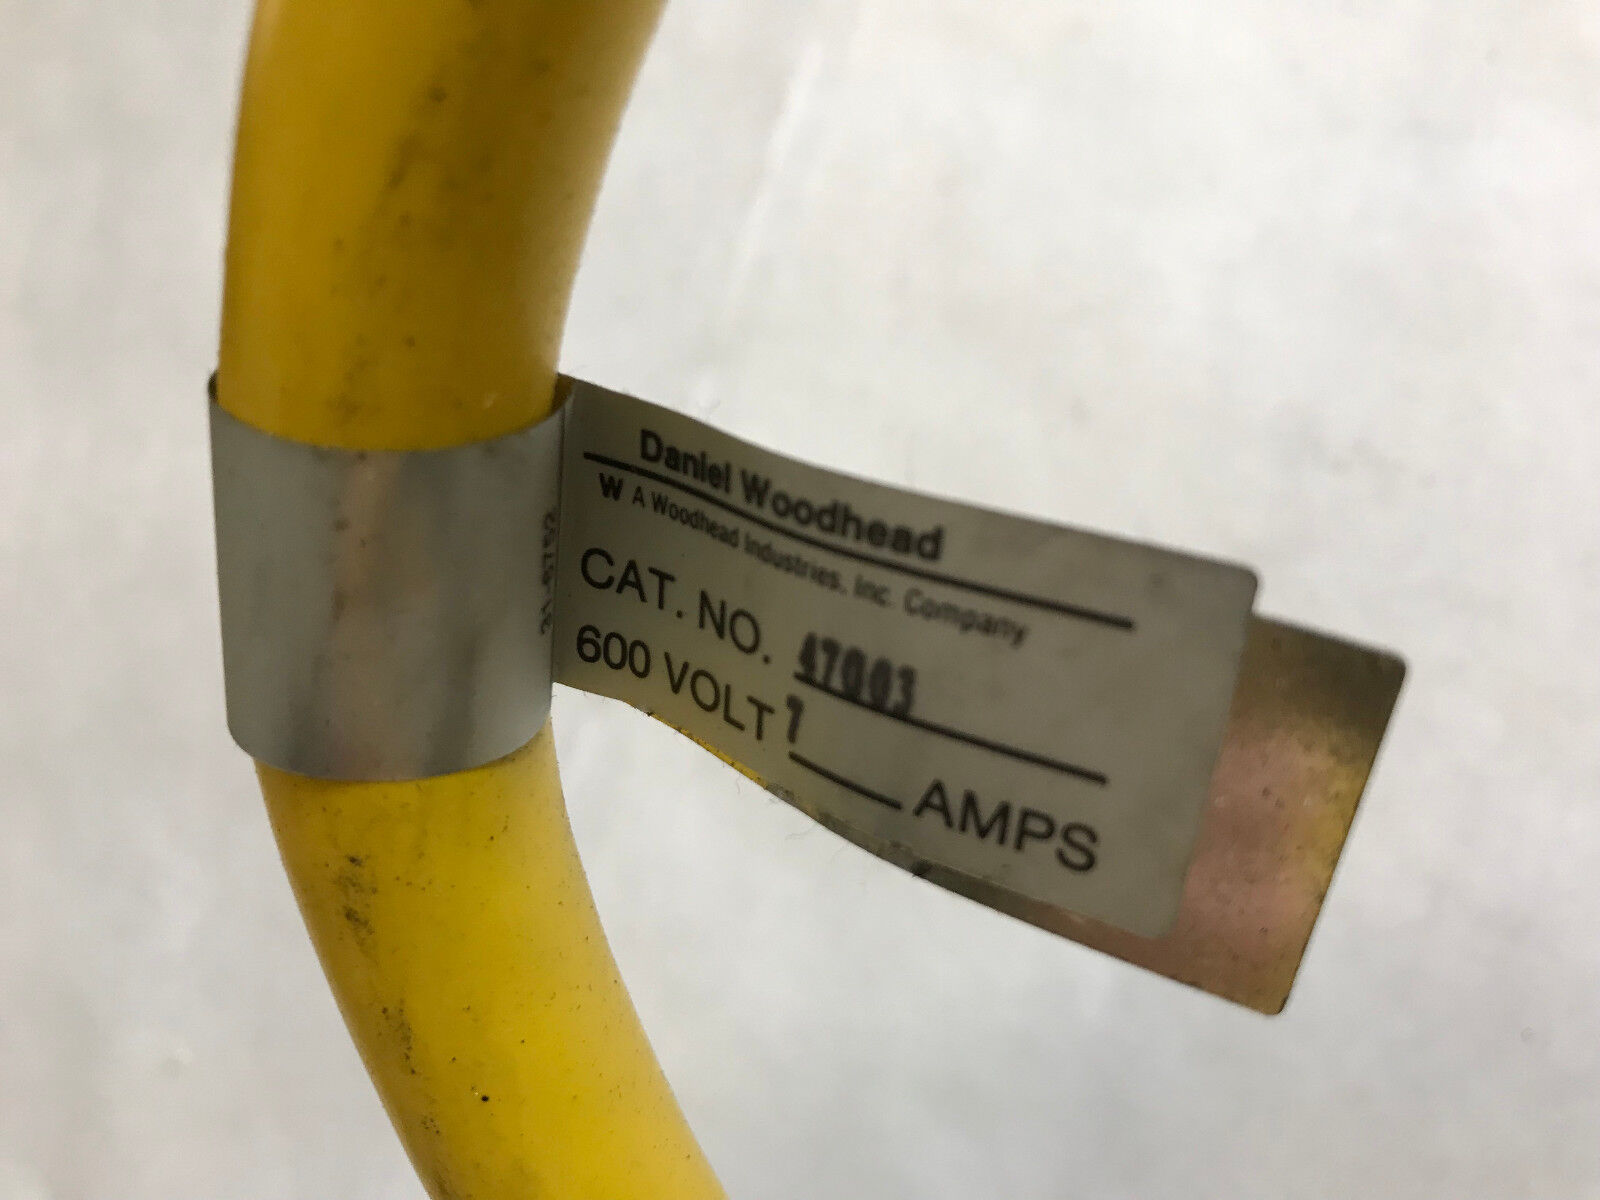 Daniel Woodhead
W A Woodhead Industries, Inc. Company
CAT. NO. 47003
600 VOLT 7 AMPS